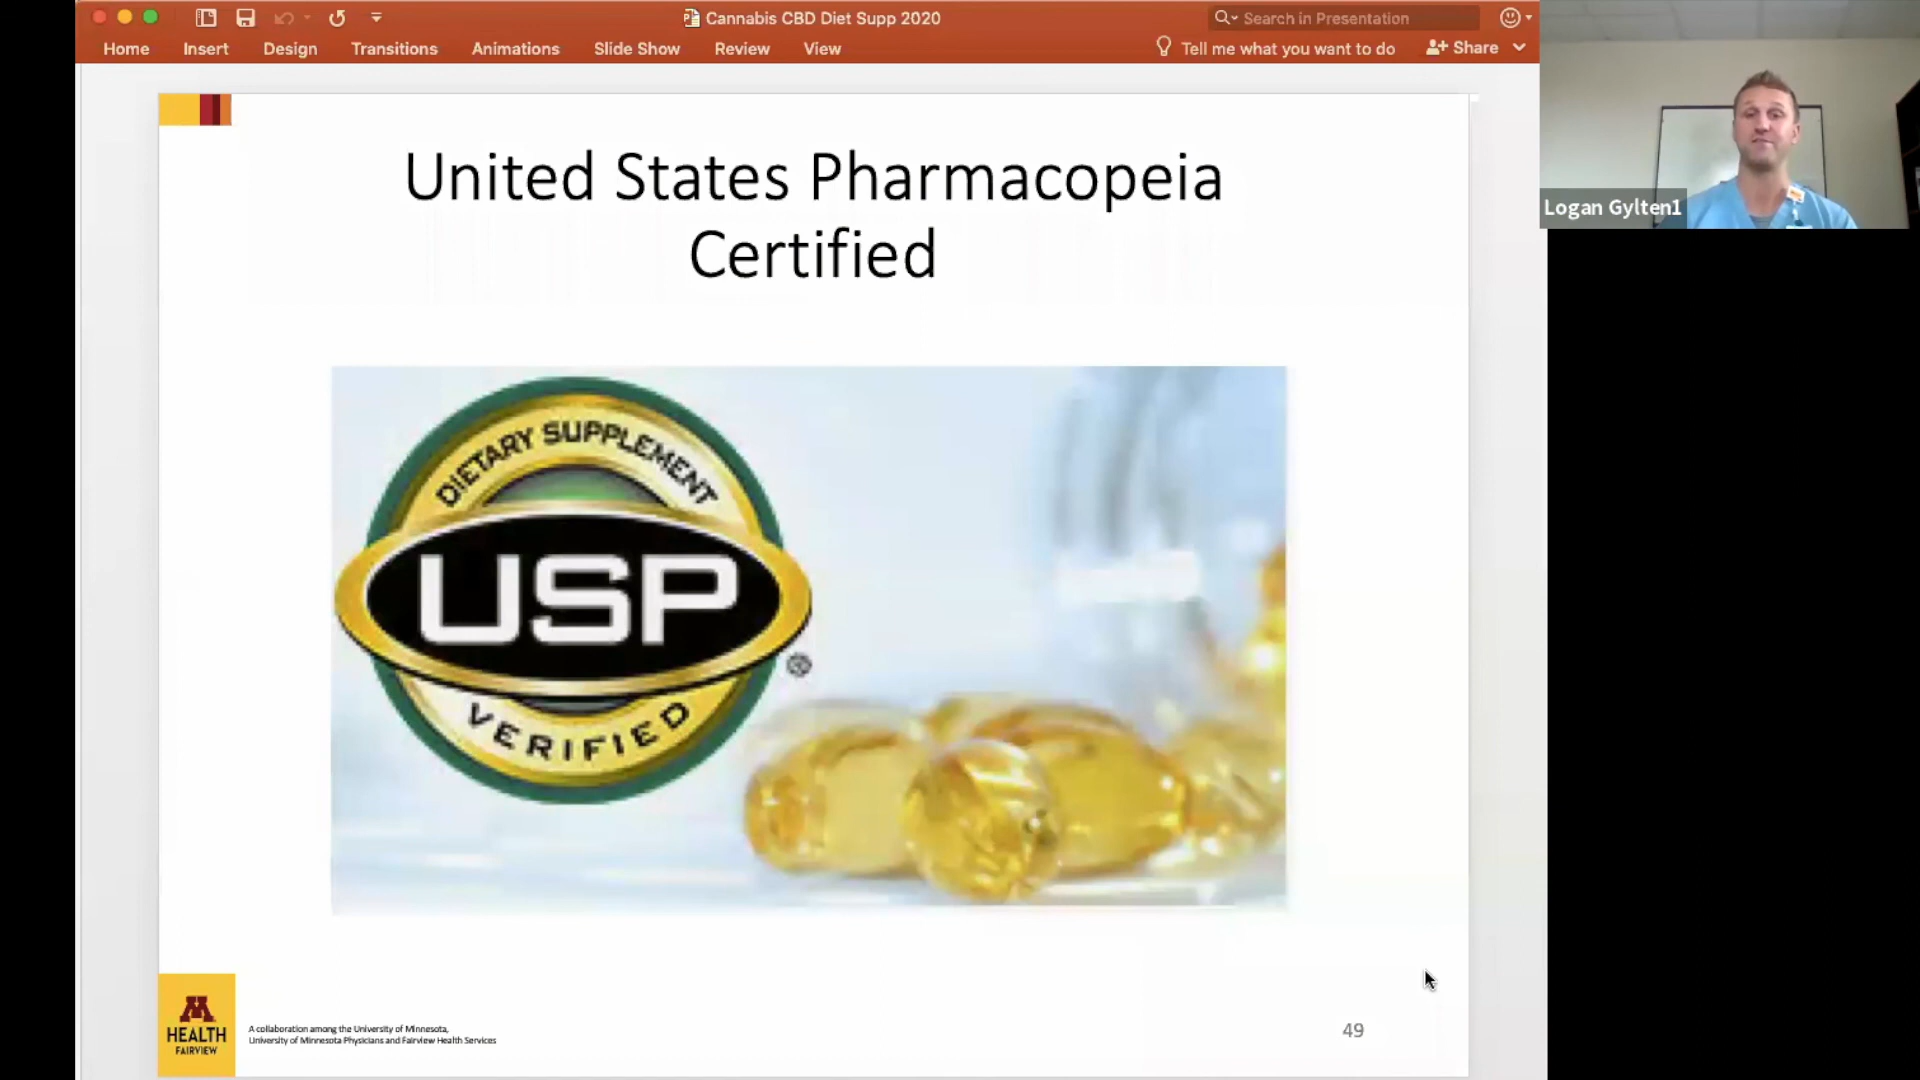 Cannabis CBD Diet Supp 2020
Search in Presentation
Home Insert Design Transitions Animations Slide Show Review View
Tell me what you want to do
Share
Logan Gylten1
United States Pharmacopeia
Certified
DIETARY SUPPLEMENT
USP
®
VERIFIED
M
HEALTH
FAIRVIEW
A collaboration among the University of Minnesota,
University of Minnesota Physicians and Fairview Health Services
49